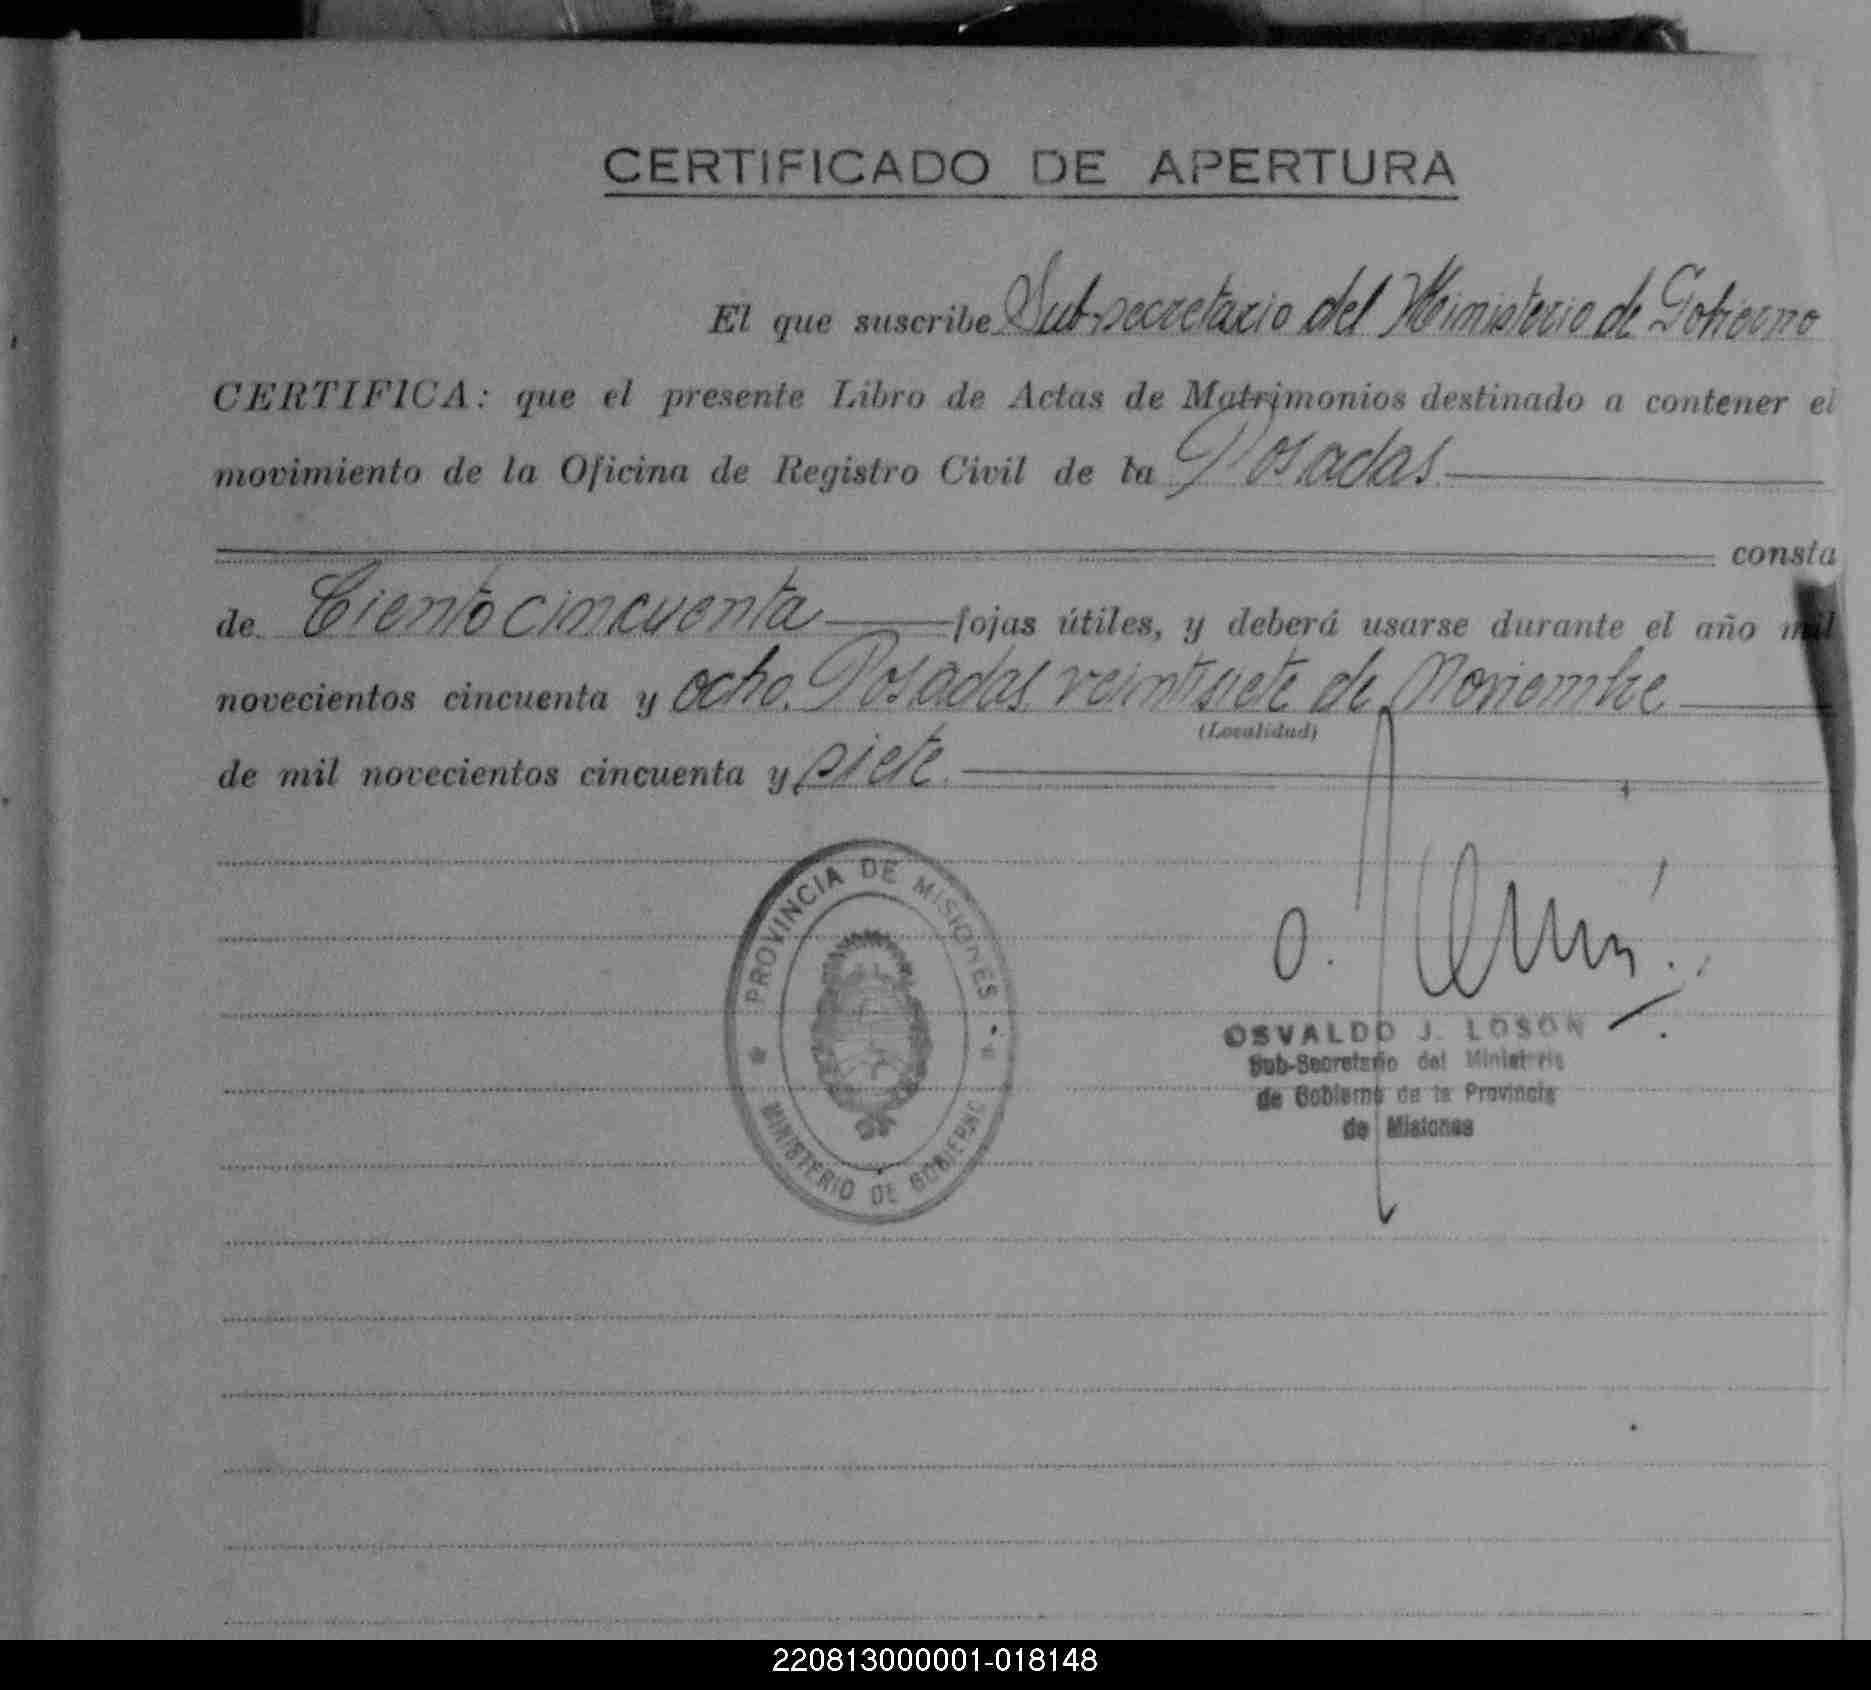 CERTIFICADO DE APERTURA
El que suscribe Sub-secretario del Ministerio de Gobierno
CERTIFICA: que el presente Libro de Actas de Matrimonios destinado a contener el
movimiento de la Oficina de Registro Civil de la Posadas
consta
de Ciento cincuenta fojas útiles, y deberá usarse durante el año mil
novecientos cincuenta y ocho. Posadas, veintisiete de Noviembre
(Localidad)
de mil novecientos cincuenta y siete.
PROVINCIA DE MISIONES
MINISTERIO DE GOBIERNO
OSVALDO J. LOSON
Sub-Secretario del Ministerio
de Gobierno de la Provincia
de Misiones
220813000001-018148